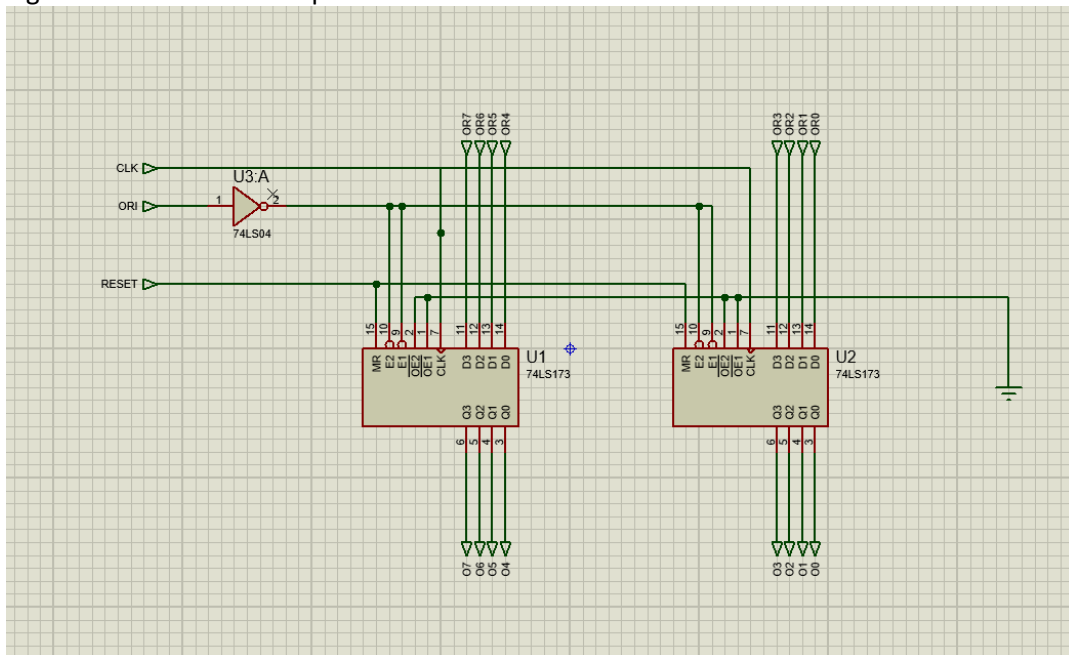 OR7 OR6 OR5 OR4 OR3 OR2 OR1 OR0
CLK
U3:A
ORI 1 2
74LS04
RESET
15 10 9 2 1 7 11 12 13 14
15 10 9 2 1 7 11 12 13 14
MR E2 E1 OE2 OE1 CLK D3 D2 D1 D0
U1
74LS173
MR E2 E1 OE2 OE1 CLK D3 D2 D1 D0
U2
74LS173
Q3 Q2 Q1 Q0
Q3 Q2 Q1 Q0
6 5 4 3
6 5 4 3
O7 O6 O5 O4
O3 O2 O1 O0